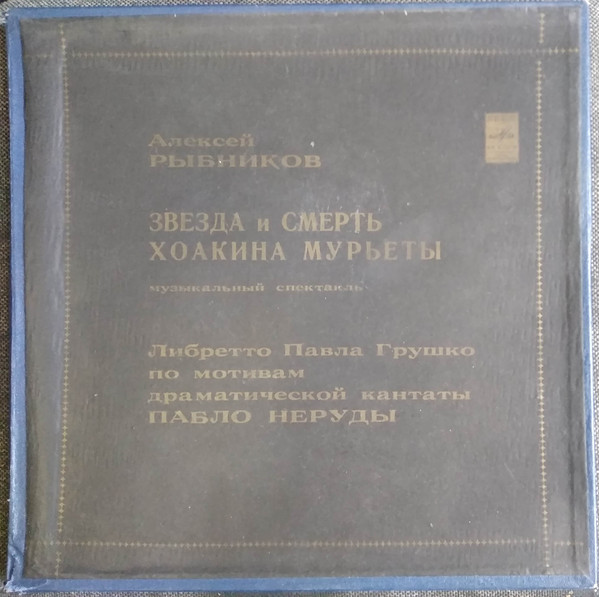 Алексей
РЫБНИКОВ
ЗВЕЗДА и СМЕРТЬ
ХОАКИНА МУРЬЕТЫ
музыкальный спектакль
Либретто Павла Грушко
по мотивам
драматической кантаты
ПАБЛО НЕРУДЫ